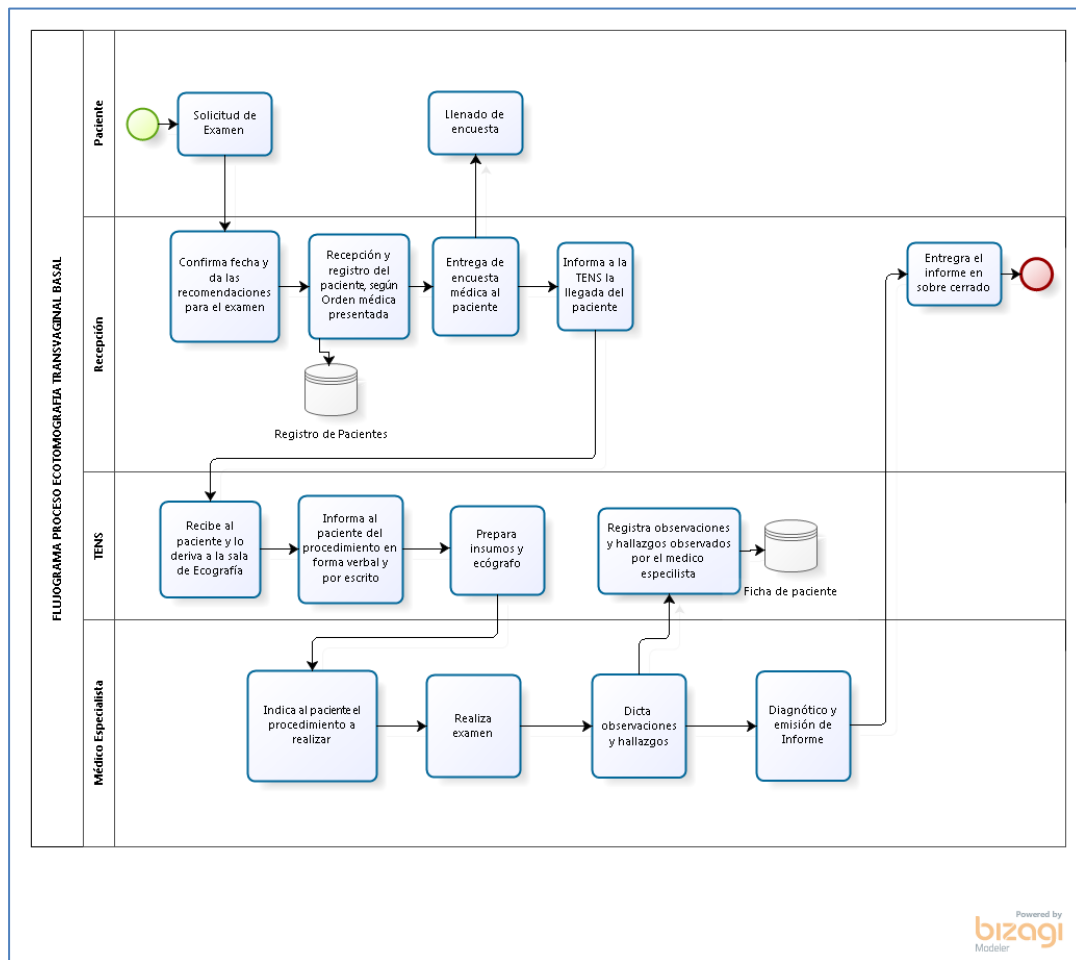 FLUJOGRAMA PROCESO ECOTOMOGRAFIA TRANSVAGINAL BASAL
Paciente
Solicitud de
Examen
Llenado de
encuesta
Recepción
Confirma fecha y
da las
recomendaciones
para el examen
Recepción y
registro del
paciente, según
Orden médica
presentada
Entrega de
encuesta
médica al
paciente
Informa a la
TENS la
llegada del
paciente
Entregra el
informe en
sobre cerrado
Registro de Pacientes
TENS
Recibe al
paciente y lo
deriva a la sala
de Ecografía
Informa al
paciente del
procedimiento en
forma verbal y
por escrito
Prepara
insumos y
ecógrafo
Registra observaciones
y hallazgos observados
por el medico
especilista
Ficha de paciente
Médico Especialista
Indica al paciente el
procedimiento a
realizar
Realiza
examen
Dicta
observaciones
y hallazgos
Diagnótico y
emisión de
Informe
Powered by
bizagi
Modeler